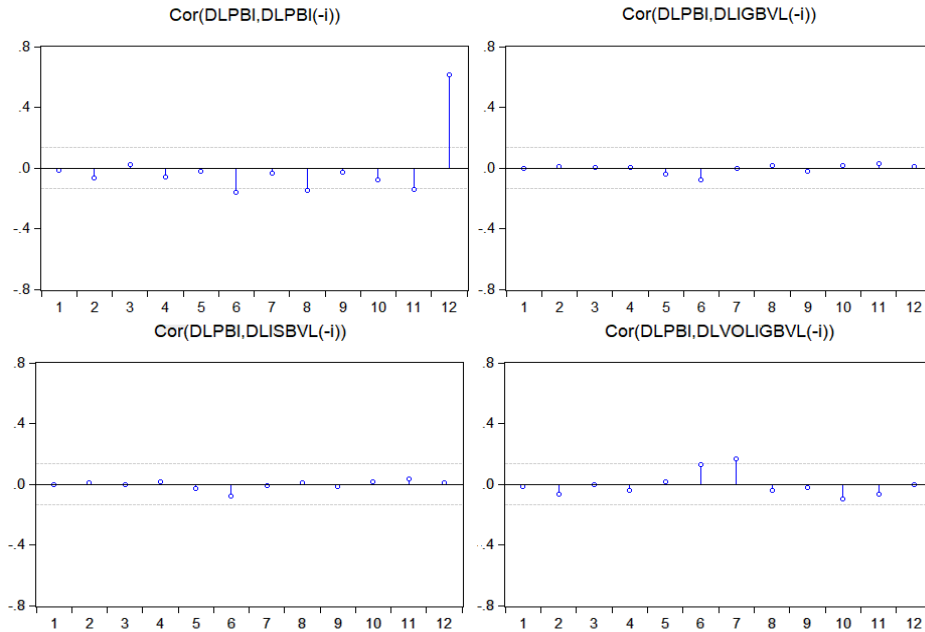 Cor(DLPBI,DLPBI(-i))
.8
.4
.0
-.4
-.8
1 2 3 4 5 6 7 8 9 10 11 12
Cor(DLPBI,DLIGBVL(-i))
.8
.4
.0
-.4
-.8
1 2 3 4 5 6 7 8 9 10 11 12
Cor(DLPBI,DLISBVL(-i))
.8
.4
.0
-.4
-.8
1 2 3 4 5 6 7 8 9 10 11 12
Cor(DLPBI,DLVOLIGBVL(-i))
.8
.4
.0
-.4
-.8
1 2 3 4 5 6 7 8 9 10 11 12